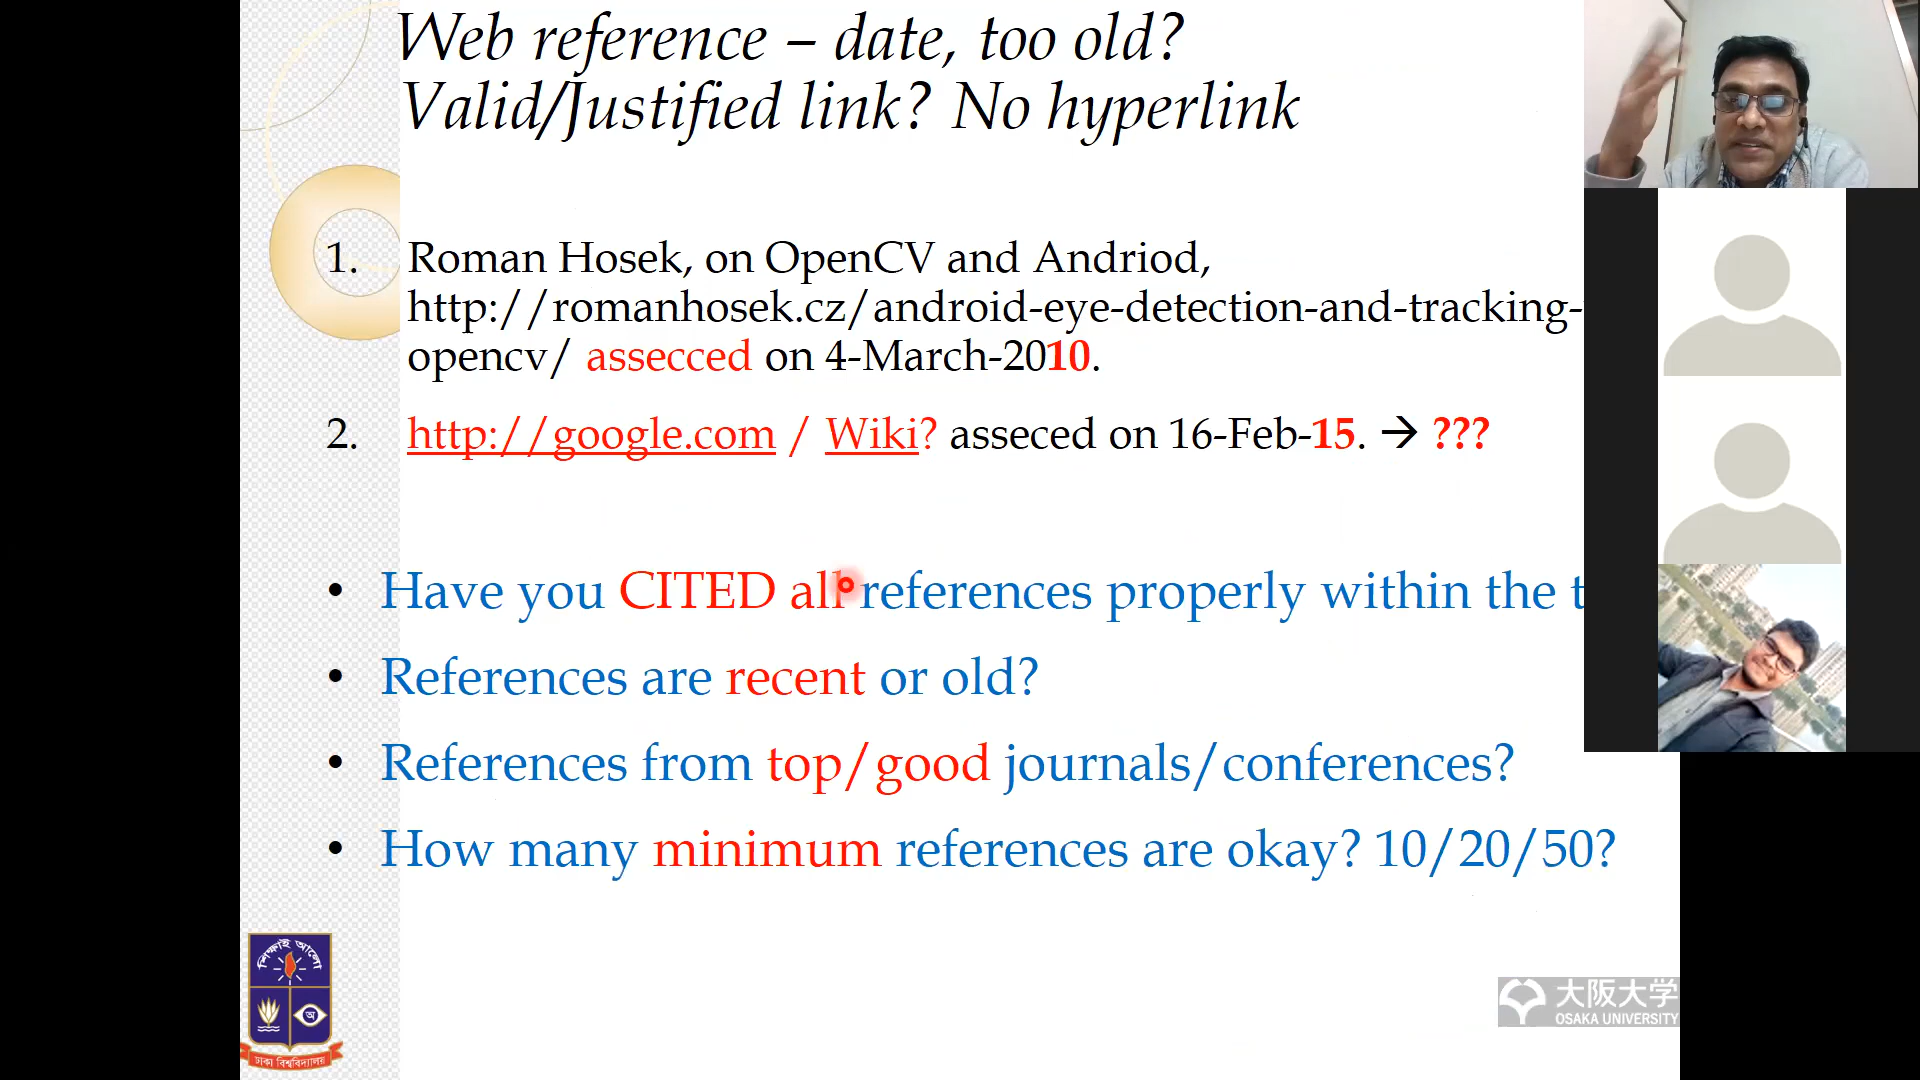 Web reference – date, too old?
Valid/Justified link? No hyperlink
1. Roman Hosek, on OpenCV and Andriod,
http://romanhosek.cz/android-eye-detection-and-tracking-
opencv/ assecced on 4-March-2010.
2. http://google.com / Wiki? asseced on 16-Feb-15. → ???
• Have you CITED all references properly within the t
• References are recent or old?
• References from top/good journals/conferences?
• How many minimum references are okay? 10/20/50?
শিক্ষাই আলো
অ
ঢাকা বিশ্ববিদ্যালয়
大阪大学
OSAKA UNIVERSITY